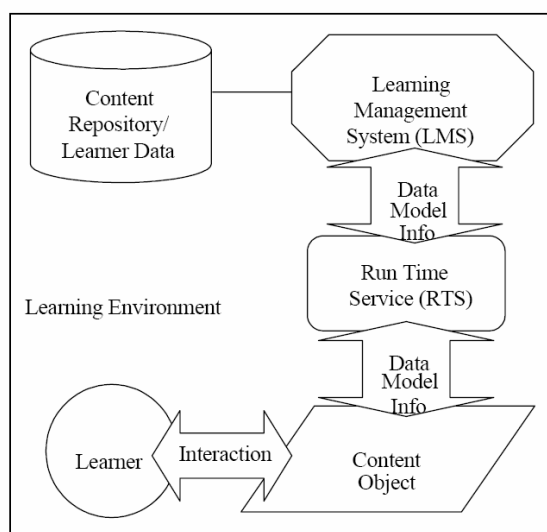 Content
Repository/
Learner Data
Learning
Management
System (LMS)
Data
Model
Info
Run Time
Service (RTS)
Learning Environment
Data
Model
Info
Learner
Interaction
Content
Object